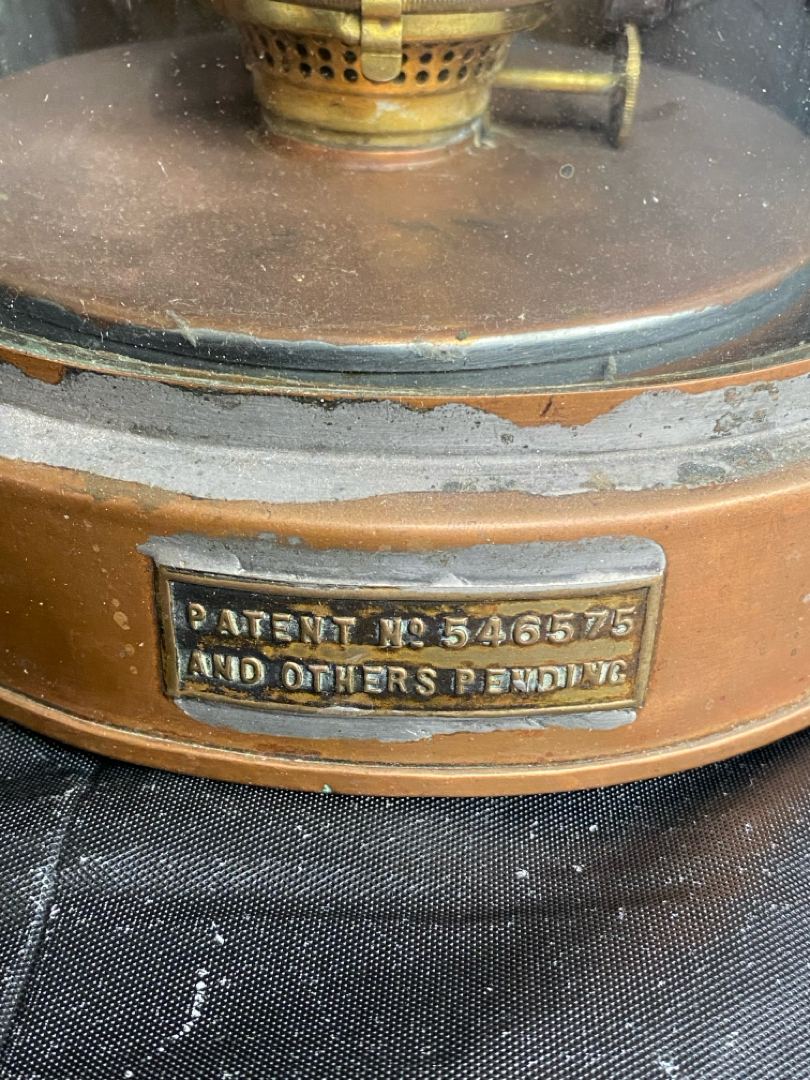 PATENT Nº 546575
AND OTHERS PENDING